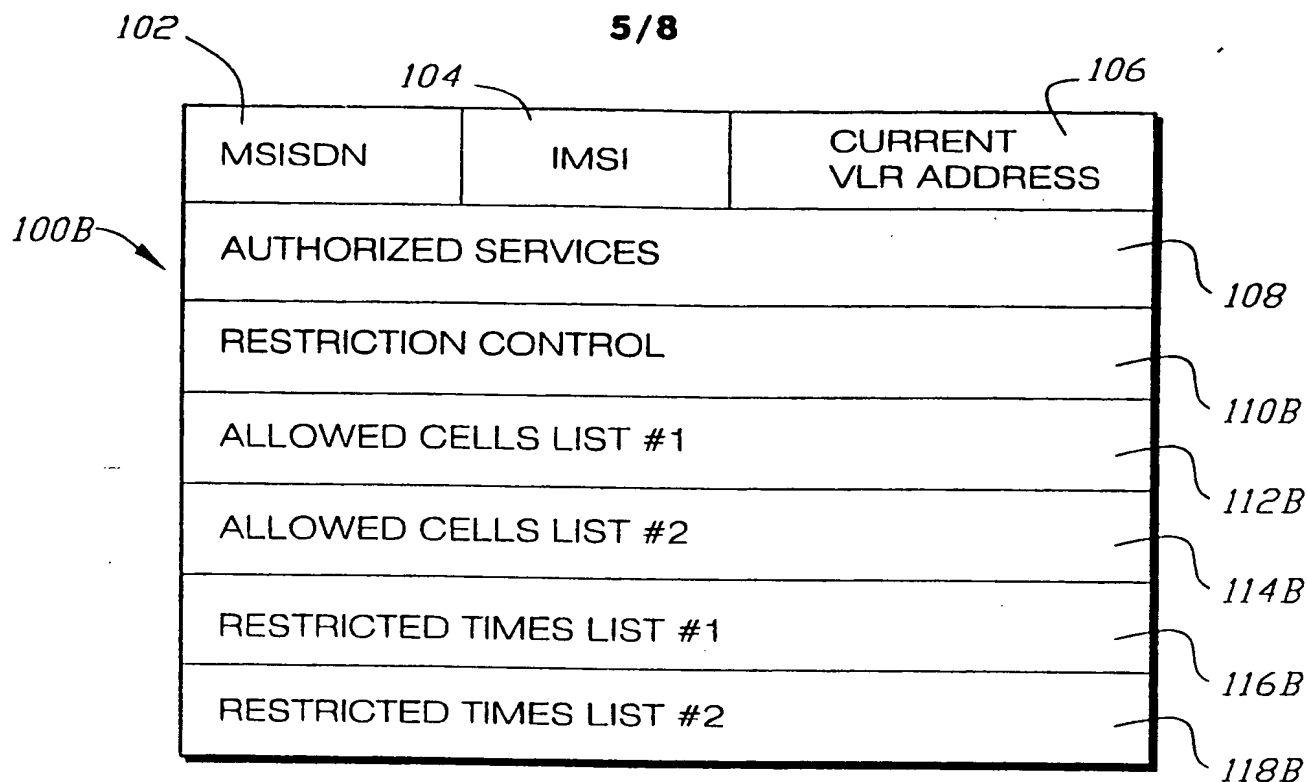 5/8
102
104
106
MSISDN
IMSI
CURRENT
VLR ADDRESS
100B
AUTHORIZED SERVICES
108
RESTRICTION CONTROL
110B
ALLOWED CELLS LIST #1
112B
ALLOWED CELLS LIST #2
114B
RESTRICTED TIMES LIST #1
116B
RESTRICTED TIMES LIST #2
118B